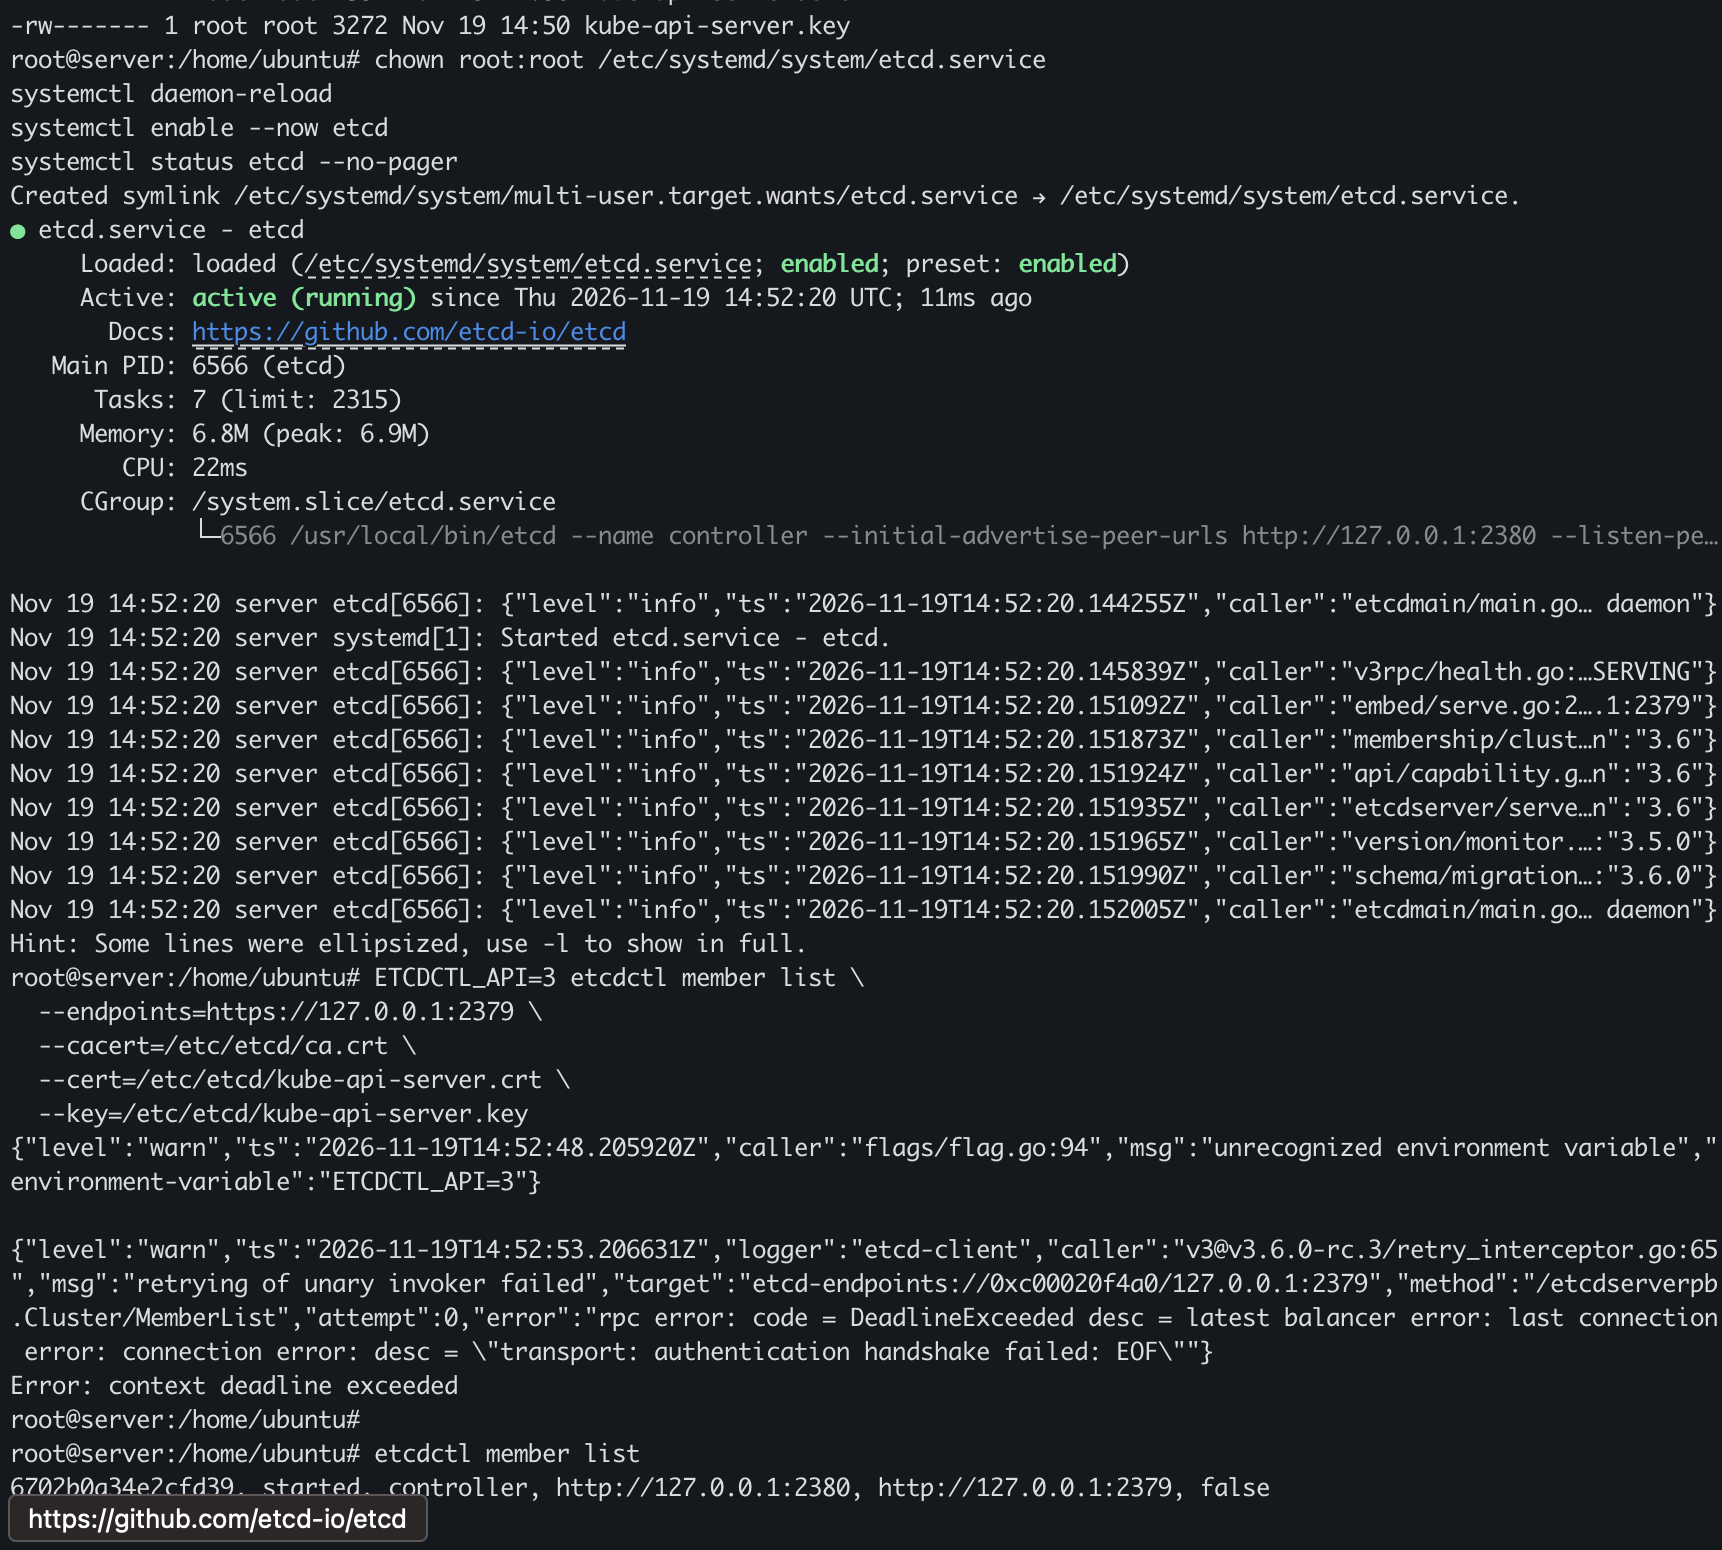 -rw------- 1 root root 3272 Nov 19 14:50 kube-api-server.key
root@server:/home/ubuntu# chown root:root /etc/systemd/system/etcd.service
systemctl daemon-reload
systemctl enable --now etcd
systemctl status etcd --no-pager
Created symlink /etc/systemd/system/multi-user.target.wants/etcd.service → /etc/systemd/system/etcd.service.
● etcd.service - etcd
     Loaded: loaded (/etc/systemd/system/etcd.service; enabled; preset: enabled)
     Active: active (running) since Thu 2026-11-19 14:52:20 UTC; 11ms ago
       Docs: https://github.com/etcd-io/etcd
   Main PID: 6566 (etcd)
      Tasks: 7 (limit: 2315)
     Memory: 6.8M (peak: 6.9M)
        CPU: 22ms
     CGroup: /system.slice/etcd.service
             └─6566 /usr/local/bin/etcd --name controller --initial-advertise-peer-urls http://127.0.0.1:2380 --listen-pe…

Nov 19 14:52:20 server etcd[6566]: {"level":"info","ts":"2026-11-19T14:52:20.144255Z","caller":"etcdmain/main.go… daemon"}
Nov 19 14:52:20 server systemd[1]: Started etcd.service - etcd.
Nov 19 14:52:20 server etcd[6566]: {"level":"info","ts":"2026-11-19T14:52:20.145839Z","caller":"v3rpc/health.go:…SERVING"}
Nov 19 14:52:20 server etcd[6566]: {"level":"info","ts":"2026-11-19T14:52:20.151092Z","caller":"embed/serve.go:2….1:2379"}
Nov 19 14:52:20 server etcd[6566]: {"level":"info","ts":"2026-11-19T14:52:20.151873Z","caller":"membership/clust…n":"3.6"}
Nov 19 14:52:20 server etcd[6566]: {"level":"info","ts":"2026-11-19T14:52:20.151924Z","caller":"api/capability.g…n":"3.6"}
Nov 19 14:52:20 server etcd[6566]: {"level":"info","ts":"2026-11-19T14:52:20.151935Z","caller":"etcdserver/serve…n":"3.6"}
Nov 19 14:52:20 server etcd[6566]: {"level":"info","ts":"2026-11-19T14:52:20.151965Z","caller":"version/monitor.…:"3.5.0"}
Nov 19 14:52:20 server etcd[6566]: {"level":"info","ts":"2026-11-19T14:52:20.151990Z","caller":"schema/migration…:"3.6.0"}
Nov 19 14:52:20 server etcd[6566]: {"level":"info","ts":"2026-11-19T14:52:20.152005Z","caller":"etcdmain/main.go… daemon"}
Hint: Some lines were ellipsized, use -l to show in full.
root@server:/home/ubuntu# ETCDCTL_API=3 etcdctl member list \
  --endpoints=https://127.0.0.1:2379 \
  --cacert=/etc/etcd/ca.crt \
  --cert=/etc/etcd/kube-api-server.crt \
  --key=/etc/etcd/kube-api-server.key
{"level":"warn","ts":"2026-11-19T14:52:48.205920Z","caller":"flags/flag.go:94","msg":"unrecognized environment variable","
environment-variable":"ETCDCTL_API=3"}

{"level":"warn","ts":"2026-11-19T14:52:53.206631Z","logger":"etcd-client","caller":"v3@v3.6.0-rc.3/retry_interceptor.go:65
","msg":"retrying of unary invoker failed","target":"etcd-endpoints://0xc00020f4a0/127.0.0.1:2379","method":"/etcdserverpb
.Cluster/MemberList","attempt":0,"error":"rpc error: code = DeadlineExceeded desc = latest balancer error: last connection
 error: connection error: desc = \"transport: authentication handshake failed: EOF\""}
Error: context deadline exceeded
root@server:/home/ubuntu#
root@server:/home/ubuntu# etcdctl member list
6702b0a34e2cfd39, started, controller, http://127.0.0.1:2380, http://127.0.0.1:2379, false
https://github.com/etcd-io/etcd